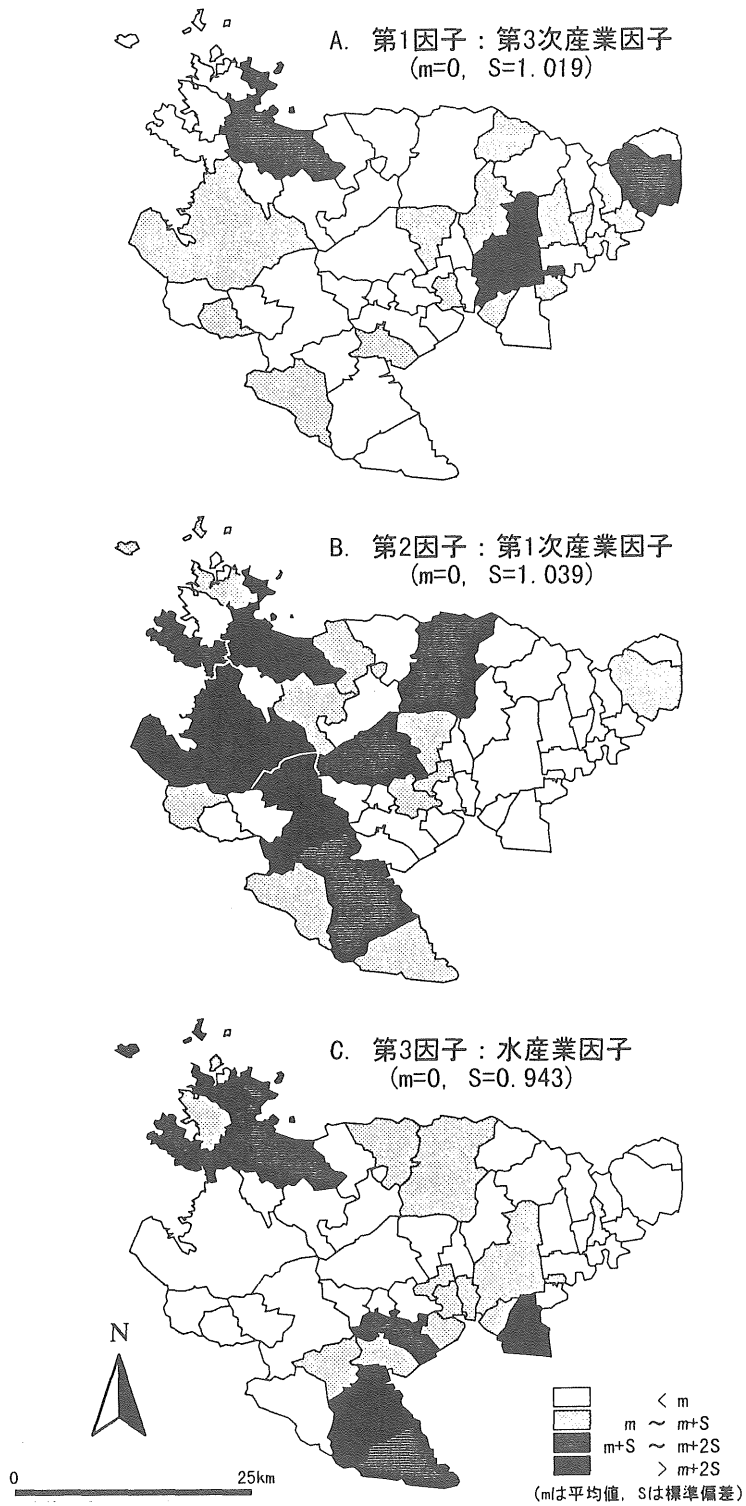 A. 第1因子：第3次産業因子
(m=0, S=1.019)
B. 第2因子：第1次産業因子
(m=0, S=1.039)
C. 第3因子：水産業因子
(m=0, S=0.943)
N
0 25km
< m
m ～ m+S
m+S ～ m+2S
> m+2S
(mは平均値, Sは標準偏差)